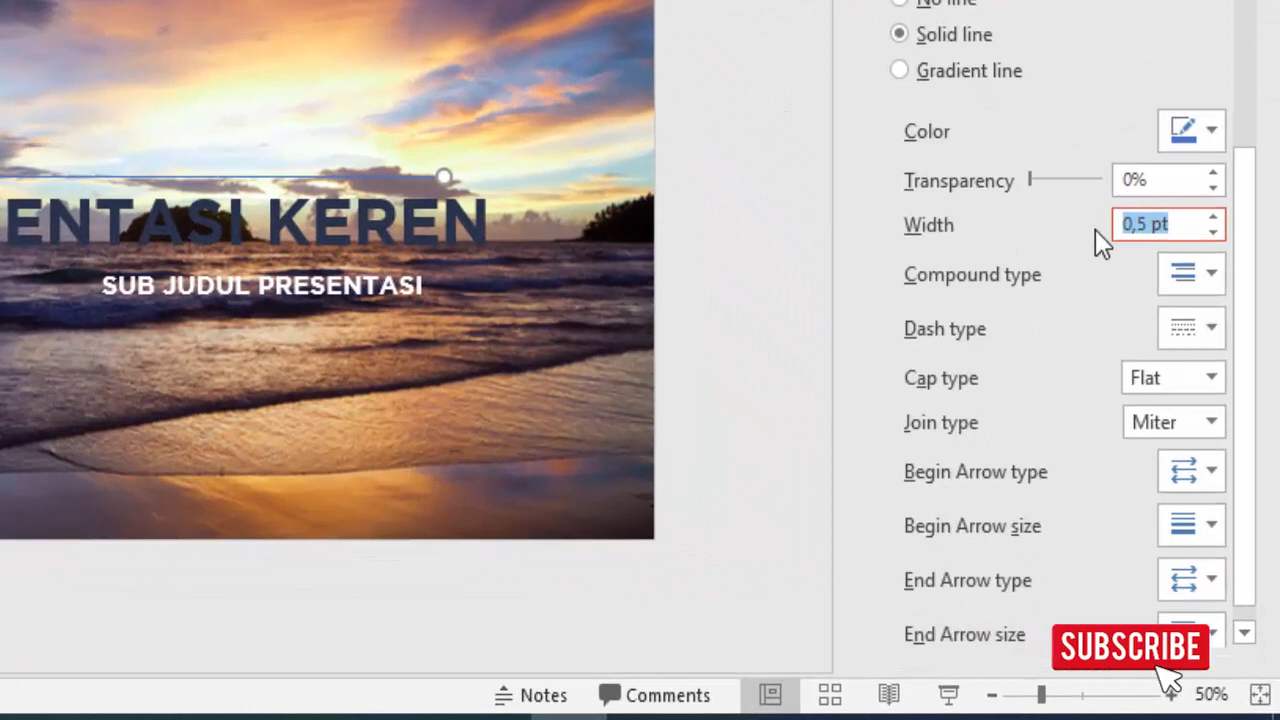 No line
Solid line
Gradient line
Color
Transparency 0%
Width 0,5 pt
Compound type
Dash type
Cap type Flat
Join type Miter
Begin Arrow type
Begin Arrow size
End Arrow type
End Arrow size
ENTASI KEREN
SUB JUDUL PRESENTASI
SUBSCRIBE
Notes Comments 50%